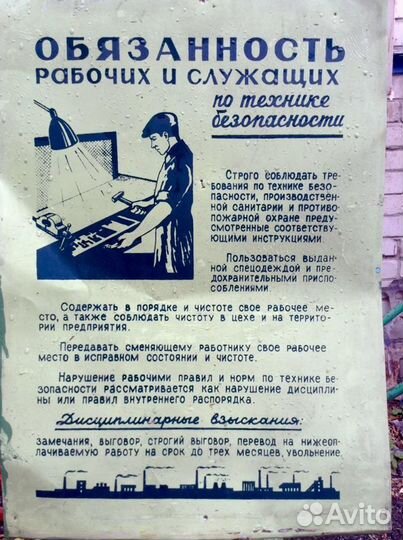 ОБЯЗАННОСТЬ
РАБОЧИХ И СЛУЖАЩИХ
по технике
безопасности
Строго соблюдать тре-
бования по технике безо-
пасности, производствен-
ной санитарии и противо-
пожарной охране преду-
смотренные соответству-
ющими инструкциями.
Пользоваться выдан-
ной спецодеждой и пре-
дохранительными приспо-
соблениями.
Содержать в порядке и чистоте свое рабочее ме-
сто, а также соблюдать чистоту в цехе и на террито-
рии предприятия.
Передавать сменяющему работнику свое рабочее
место в исправном состоянии и чистоте.
Нарушение рабочими правил и норм по технике бе-
зопасности рассматривается как нарушение дисципли-
ны или правил внутреннего распорядка.
Дисциплинарные взыскания:
замечания, выговор, строгий выговор, перевод на нижеоп-
лачиваемую работу на срок до трех месяцев, увольнение.
Avito